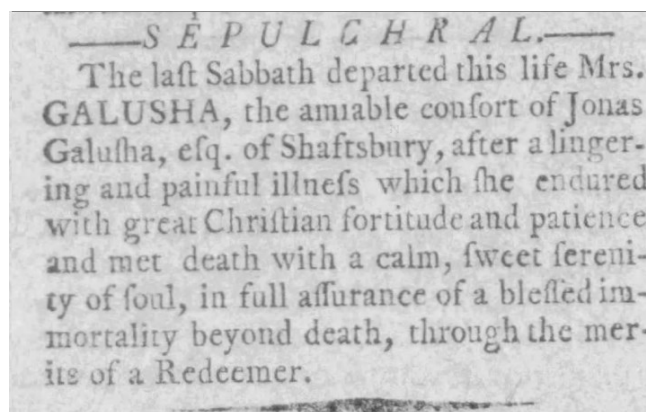 SEPULCHRAL.
The laſt Sabbath departed this life Mrs.
GALUSHA, the amiable conſort of Jonas
Galuſha, eſq. of Shaftsbury, after a linger-
ing and painful illneſs which ſhe endured
with great Chriſtian fortitude and patience
and met death with a calm, ſweet ſereni-
ty of ſoul, in full aſſurance of a bleſſed im-
mortality beyond death, through the mer-
its of a Redeemer.